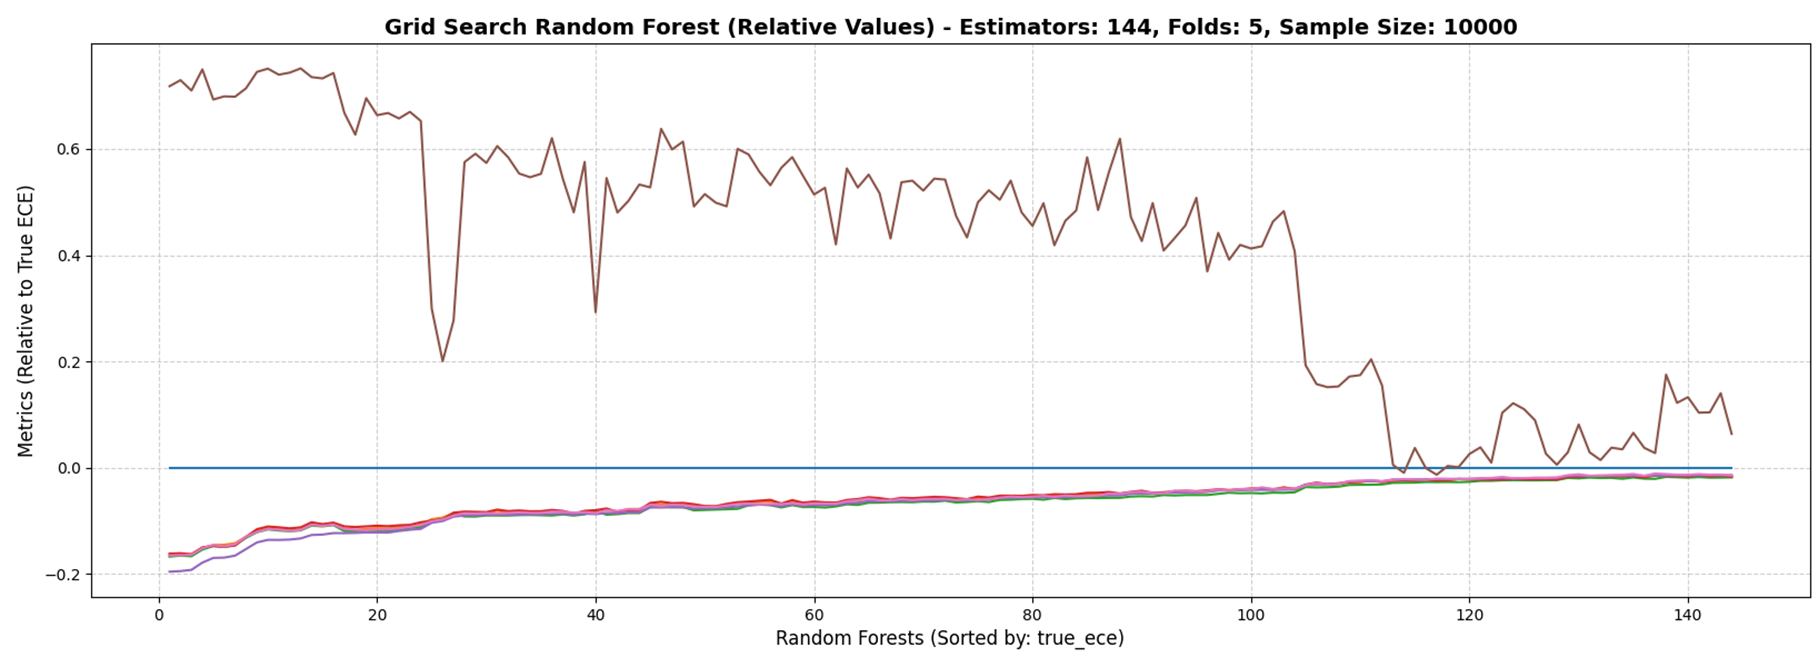 Grid Search Random Forest (Relative Values) - Estimators: 144, Folds: 5, Sample Size: 10000
Metrics (Relative to True ECE)
0.6
0.4
0.2
0.0
−0.2
0 20 40 60 80 100 120 140
Random Forests (Sorted by: true_ece)